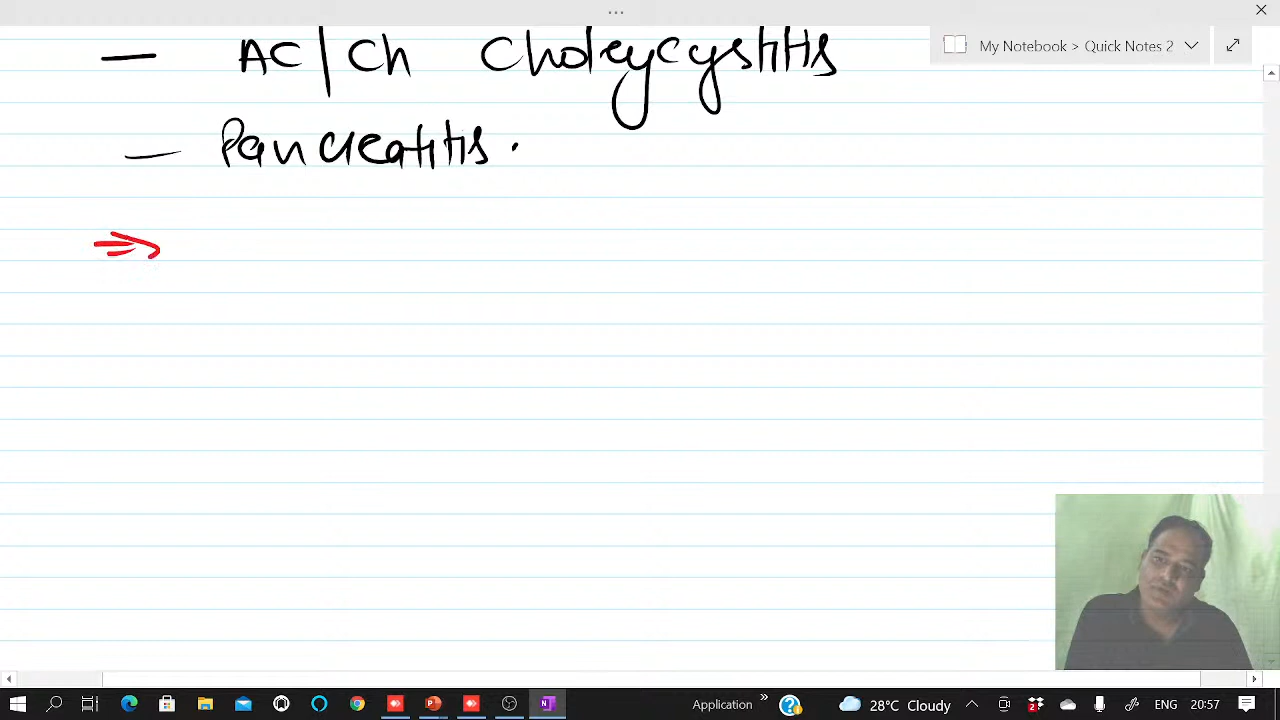 ...
— AC/Ch Choleycystitis
My Notebook > Quick Notes 2
— Pancreatitis.
⇒
Application
28°C Cloudy
ENG
20:57